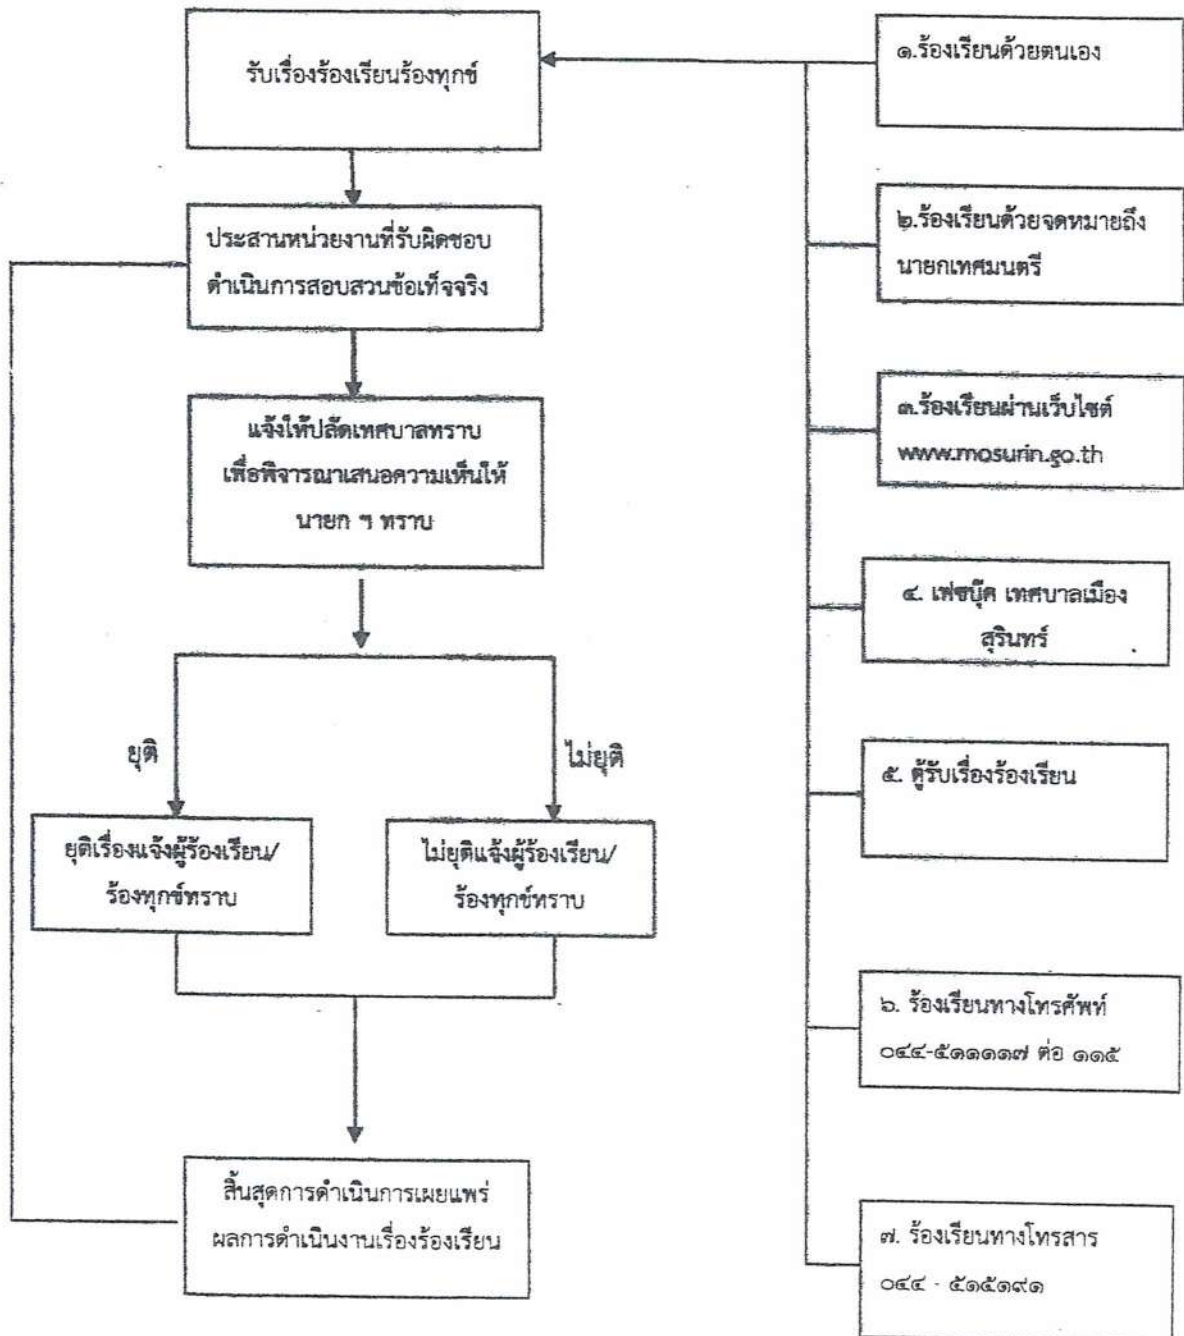 รับเรื่องร้องเรียนร้องทุกข์
ประสานหน่วยงานที่รับผิดชอบ
ดำเนินการสอบสวนข้อเท็จจริง
แจ้งให้ปลัดเทศบาลทราบ
เพื่อพิจารณาเสนอความเห็นให้
นายก ฯ ทราบ
ยุติ
ไม่ยุติ
ยุติเรื่องแจ้งผู้ร้องเรียน/
ร้องทุกข์ทราบ
ไม่ยุติแจ้งผู้ร้องเรียน/
ร้องทุกข์ทราบ
สิ้นสุดการดำเนินการเผยแพร่
ผลการดำเนินงานเรื่องร้องเรียน
๑.ร้องเรียนด้วยตนเอง
๒.ร้องเรียนด้วยจดหมายถึง
นายกเทศมนตรี
๓.ร้องเรียนผ่านเว็บไซต์
www.mosurin.go.th
๔. เฟซบุ๊ค เทศบาลเมือง
สุรินทร์
๕. ตู้รับเรื่องร้องเรียน
๖. ร้องเรียนทางโทรศัพท์
๐๔๔-๕๑๑๑๑๗ ต่อ ๑๑๕
๗. ร้องเรียนทางโทรสาร
๐๔๔ - ๕๑๕๑๙๑